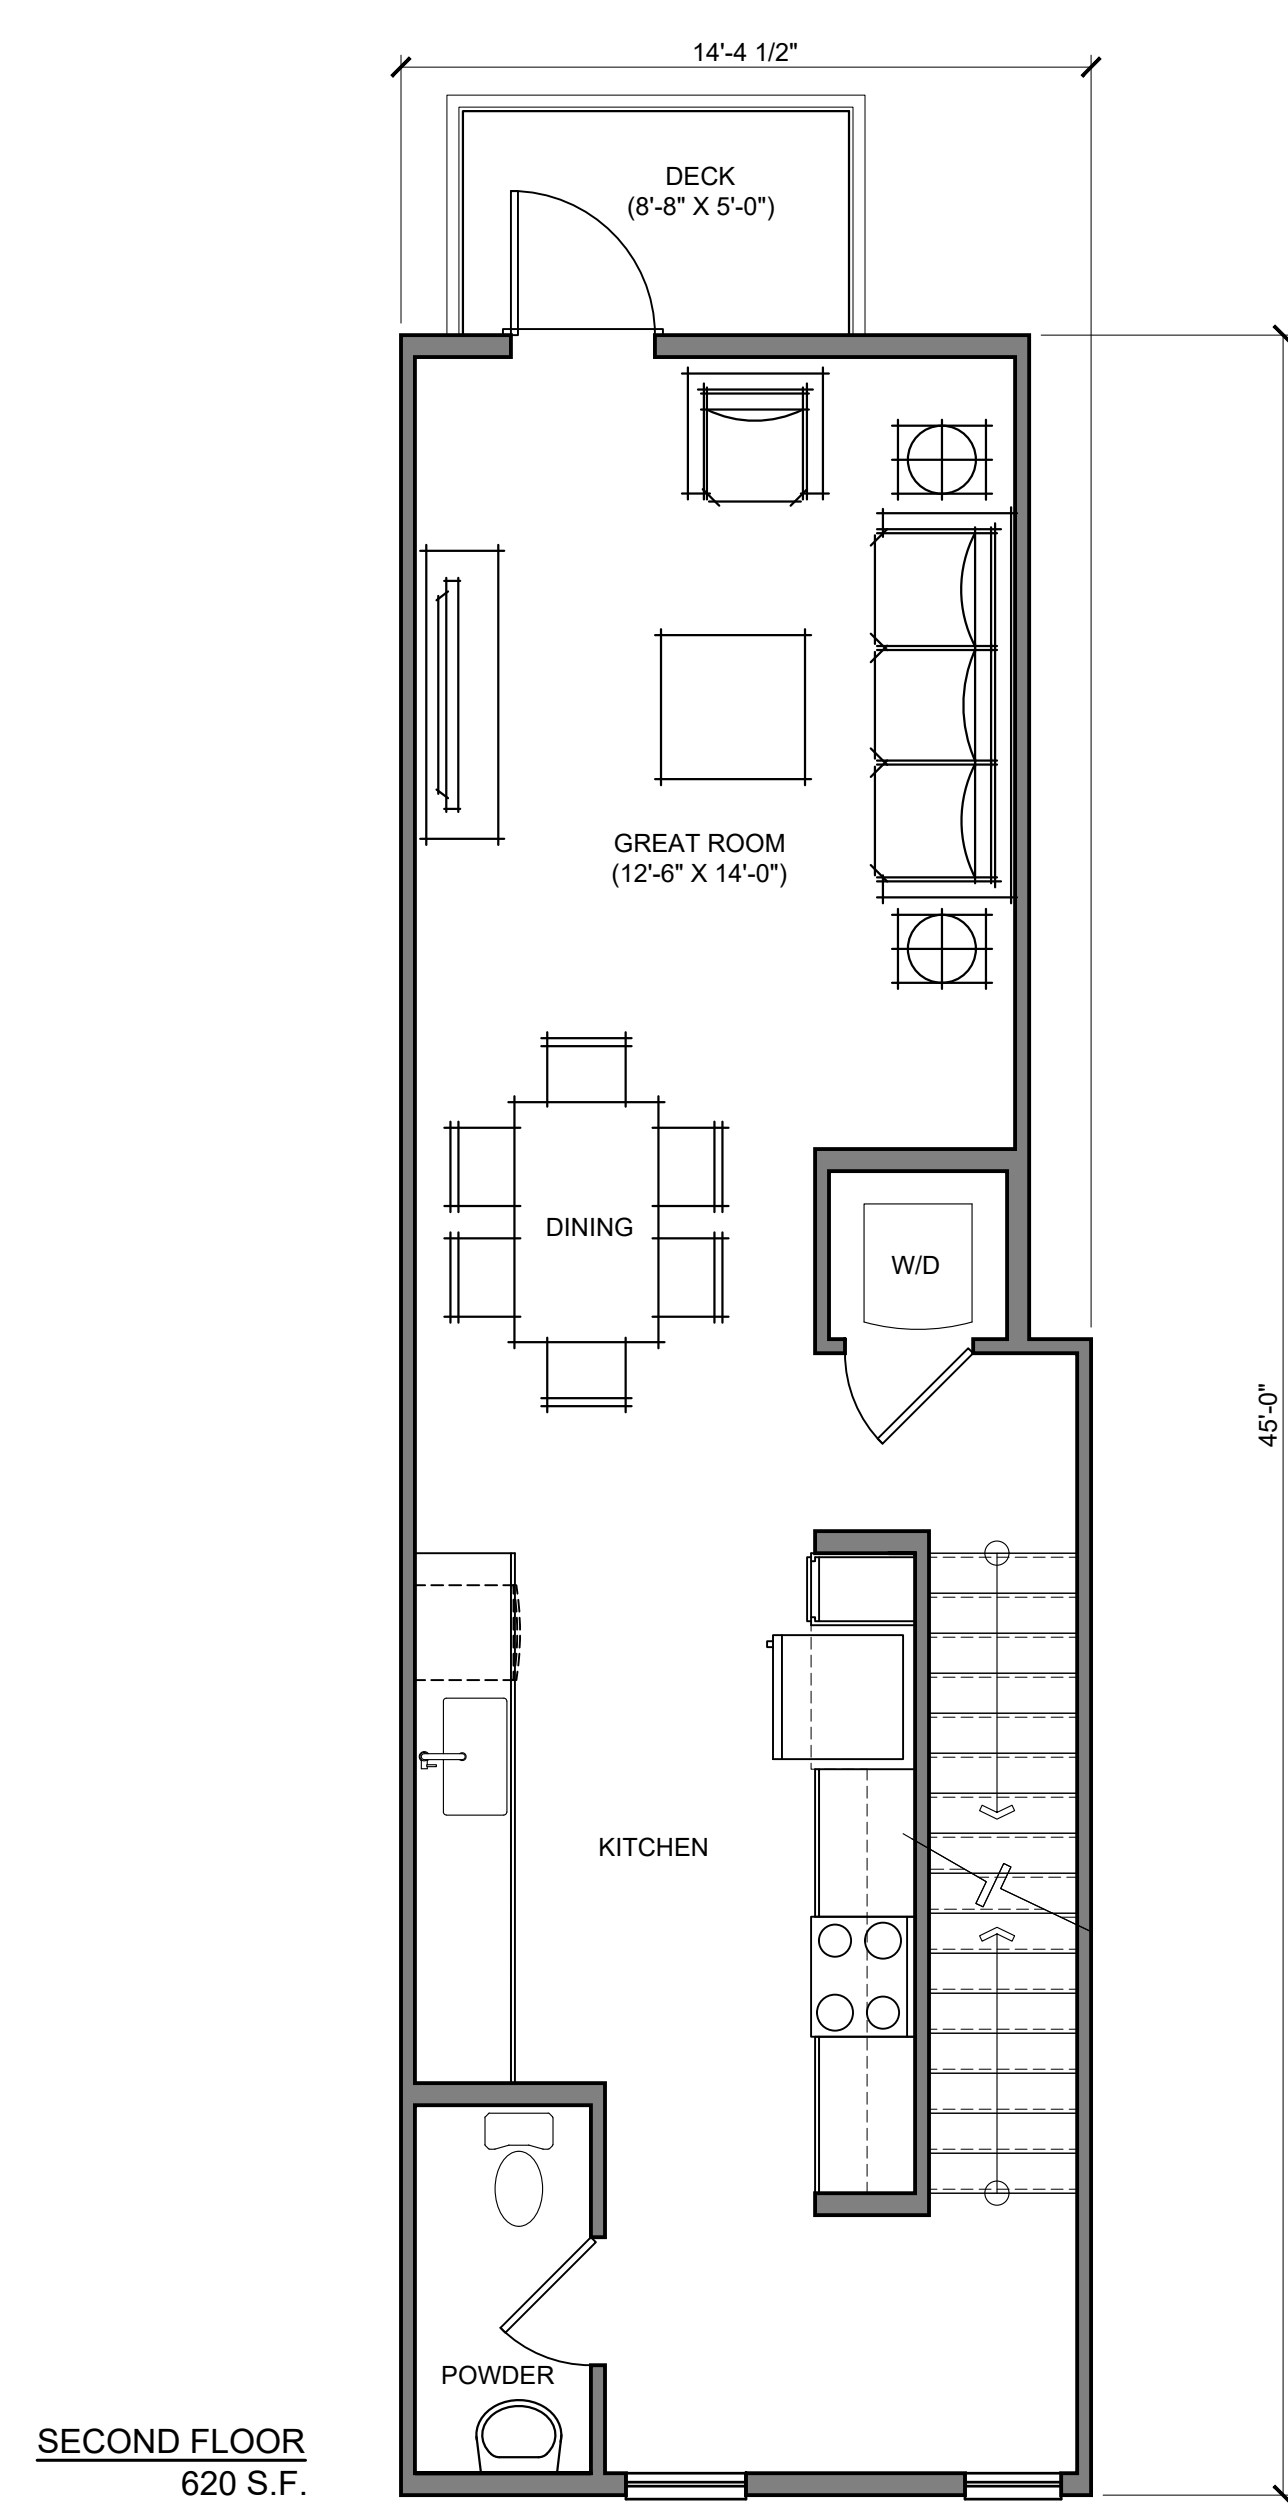 14'-4 1/2"
DECK
(8'-8" X 5'-0")
GREAT ROOM
(12'-6" X 14'-0")
DINING
W/D
45'-0"
KITCHEN
POWDER
SECOND FLOOR
620 S.F.